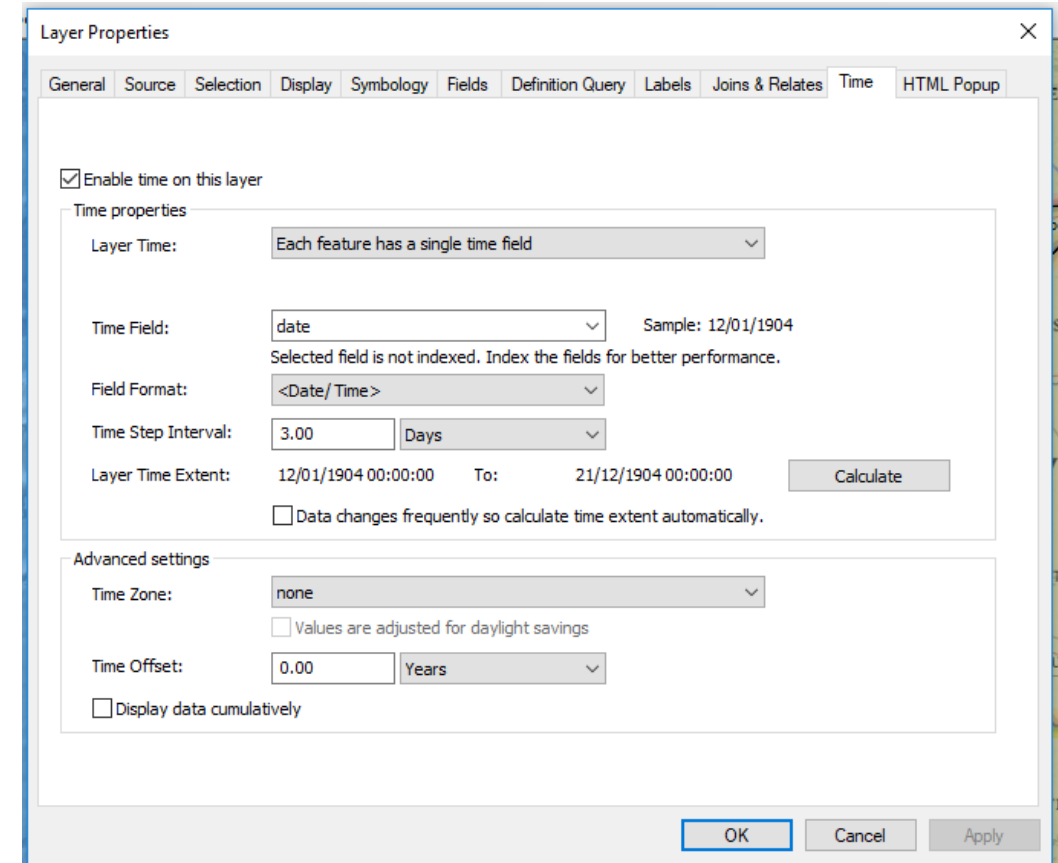 Layer Properties
General Source Selection Display Symbology Fields Definition Query Labels Joins & Relates Time HTML Popup
Enable time on this layer
Time properties
Layer Time: Each feature has a single time field
Time Field: date Sample: 12/01/1904
Selected field is not indexed. Index the fields for better performance.
Field Format: <Date/Time>
Time Step Interval: 3.00 Days
Layer Time Extent: 12/01/1904 00:00:00 To: 21/12/1904 00:00:00 Calculate
Data changes frequently so calculate time extent automatically.
Advanced settings
Time Zone: none
Values are adjusted for daylight savings
Time Offset: 0.00 Years
Display data cumulatively
OK Cancel Apply